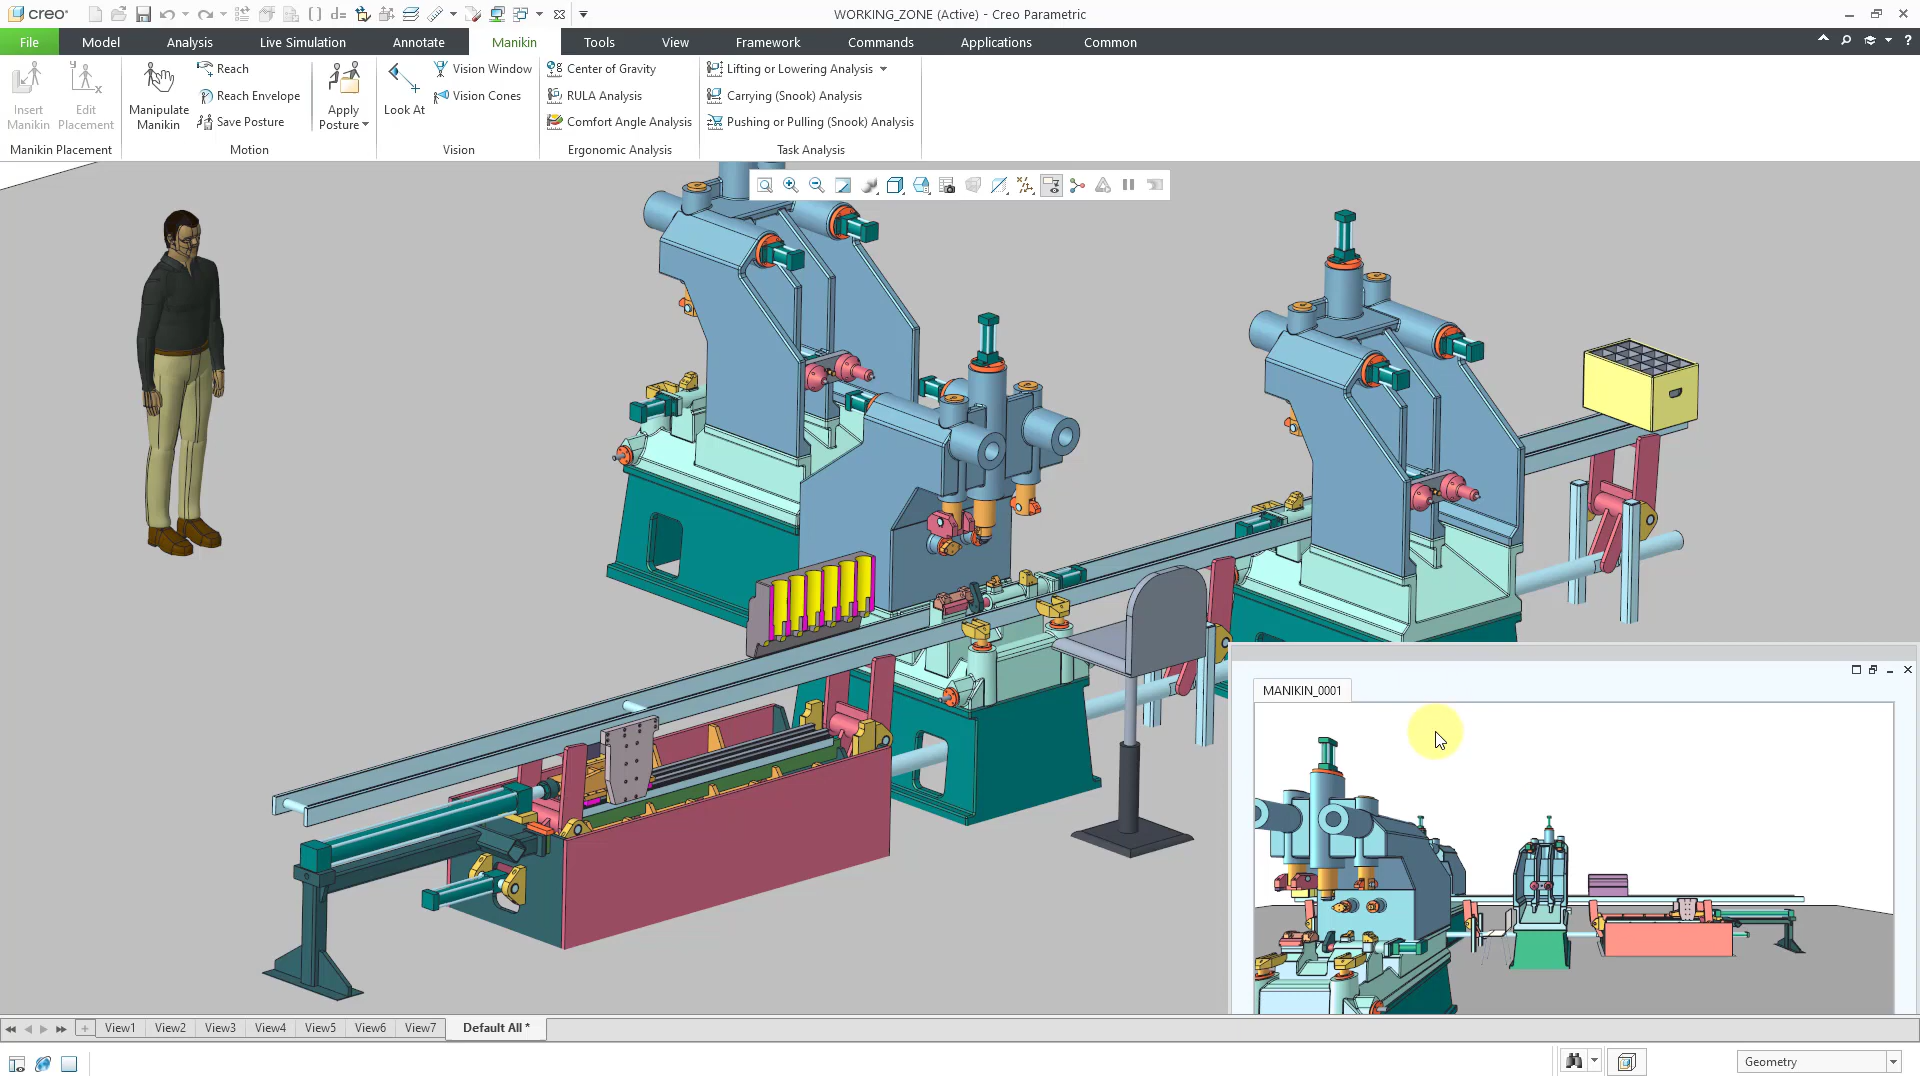 creo
WORKING_ZONE (Active) - Creo Parametric
File Model Analysis Live Simulation Annotate Manikin Tools View Framework Commands Applications Common
Insert Manikin
Edit Placement
Manikin Placement
Manipulate Manikin
Reach
Reach Envelope
Save Posture
Apply Posture
Motion
Look At
Vision Window
Vision Cones
Vision
Center of Gravity
RULA Analysis
Comfort Angle Analysis
Ergonomic Analysis
Lifting or Lowering Analysis
Carrying (Snook) Analysis
Pushing or Pulling (Snook) Analysis
Task Analysis
MANIKIN_0001
View1 View2 View3 View4 View5 View6 View7 Default All *
Geometry